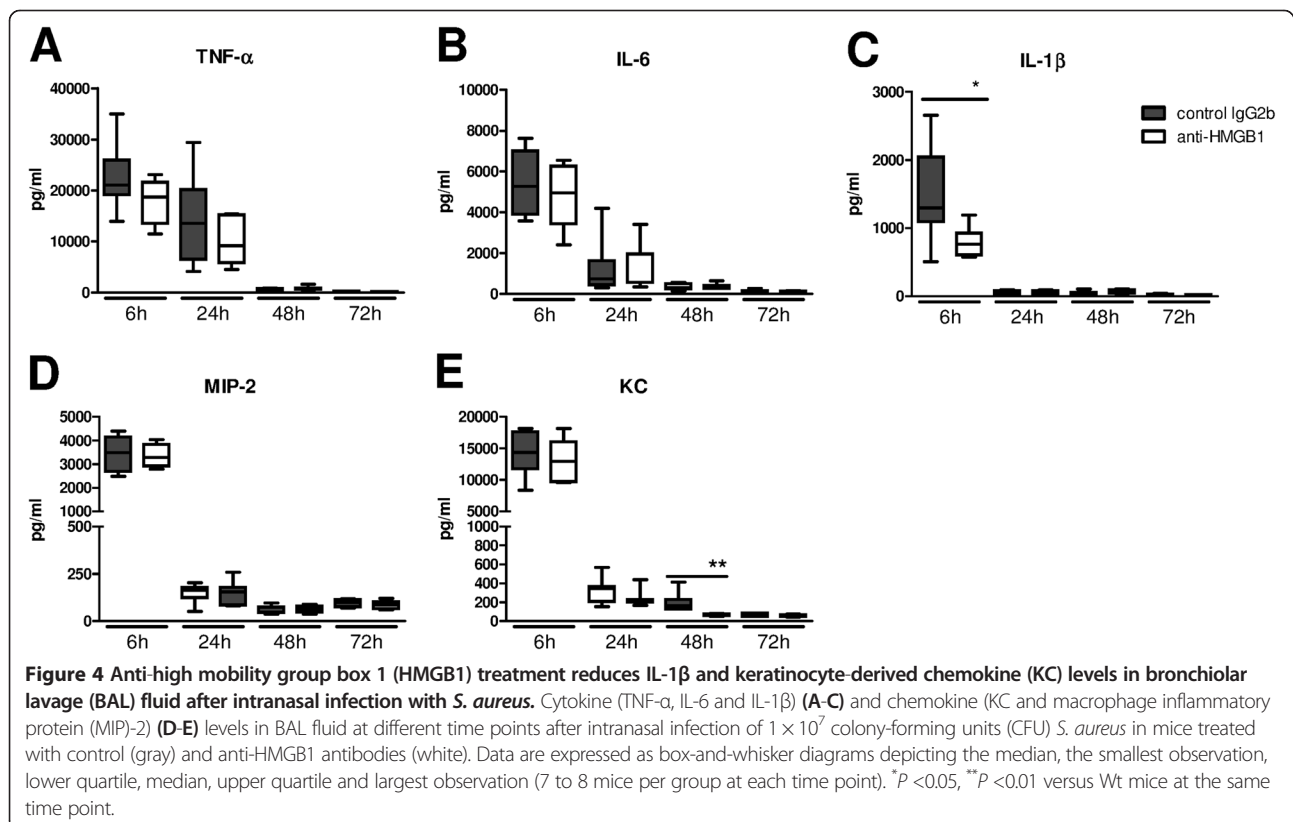 A
TNF-α
40000
30000
20000
10000
0
pg/ml
6h 24h 48h 72h
B
IL-6
10000
8000
6000
4000
2000
0
pg/ml
6h 24h 48h 72h
C
IL-1β
3000
2000
1000
0
pg/ml
*
control IgG2b
anti-HMGB1
6h 24h 48h 72h
D
MIP-2
5000
4000
3000
2000
1000
500
250
0
pg/ml
6h 24h 48h 72h
E
KC
20000
15000
10000
5000
1000
800
600
400
200
0
pg/ml
**
6h 24h 48h 72h
Figure 4 Anti-high mobility group box 1 (HMGB1) treatment reduces IL-1β and keratinocyte-derived chemokine (KC) levels in bronchiolar
lavage (BAL) fluid after intranasal infection with S. aureus. Cytokine (TNF-α, IL-6 and IL-1β) (A-C) and chemokine (KC and macrophage inflammatory
protein (MIP)-2) (D-E) levels in BAL fluid at different time points after intranasal infection of 1 × 10⁷ colony-forming units (CFU) S. aureus in mice treated
with control (gray) and anti-HMGB1 antibodies (white). Data are expressed as box-and-whisker diagrams depicting the median, the smallest observation,
lower quartile, median, upper quartile and largest observation (7 to 8 mice per group at each time point). *P <0.05, **P <0.01 versus Wt mice at the same
time point.